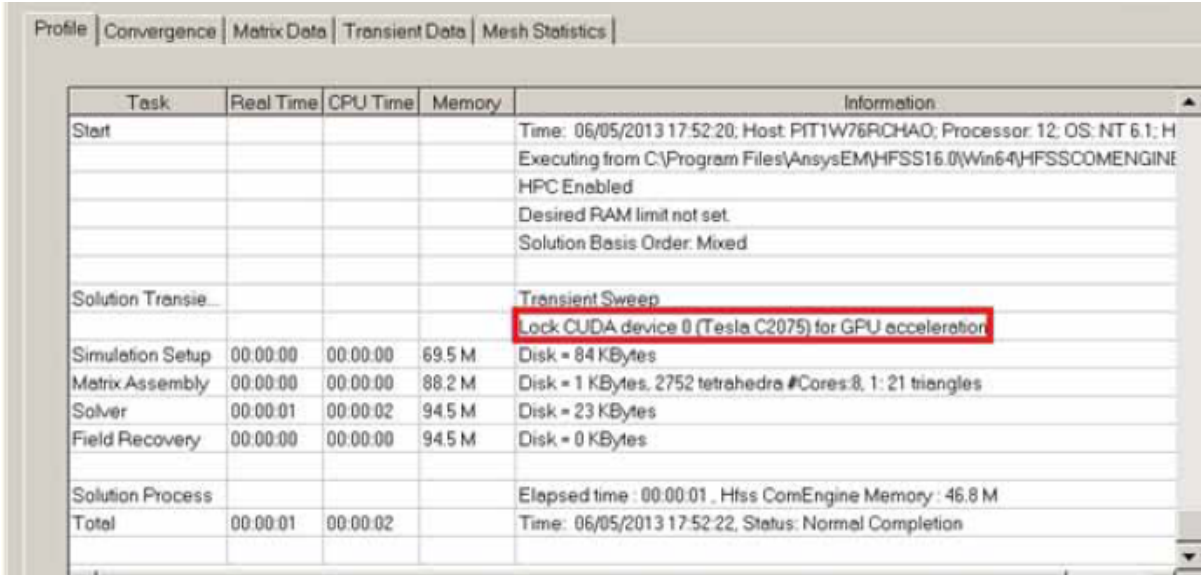 Profile Convergence Matrix Data Transient Data Mesh Statistics
Task Real Time CPU Time Memory Information
Start Time: 06/05/2013 17:52:20; Host: PIT1W76RCHAO; Processor: 12; OS: NT 6.1; H
Executing from C:\Program Files\AnsysEM\HFSS16.0\Win64\HFSSCOMENGINE
HPC Enabled
Desired RAM limit not set.
Solution Basis Order: Mixed
Solution Transie... Transient Sweep
Lock CUDA device 0 (Tesla C2075) for GPU acceleration
Simulation Setup 00:00:00 00:00:00 69.5 M Disk = 84 KBytes
Matrix Assembly 00:00:00 00:00:00 88.2 M Disk = 1 KBytes, 2752 tetrahedra #Cores:8, 1: 21 triangles
Solver 00:00:01 00:00:02 94.5 M Disk = 23 KBytes
Field Recovery 00:00:00 00:00:00 94.5 M Disk = 0 KBytes
Solution Process Elapsed time : 00:00:01 , Hfss ComEngine Memory : 46.8 M
Total 00:00:01 00:00:02 Time: 06/05/2013 17:52:22, Status: Normal Completion